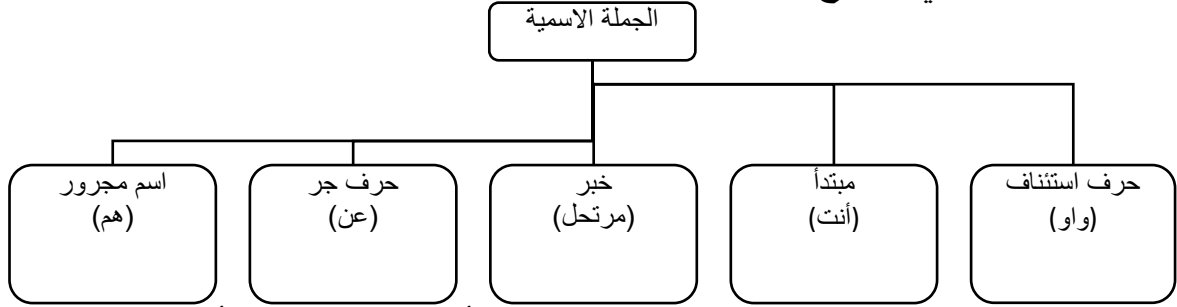 الجملة الاسمية
حرف استئناف
(واو)
مبتدأ
(أنت)
خبر
(مرتحل)
حرف جر
(عن)
اسم مجرور
(هم)